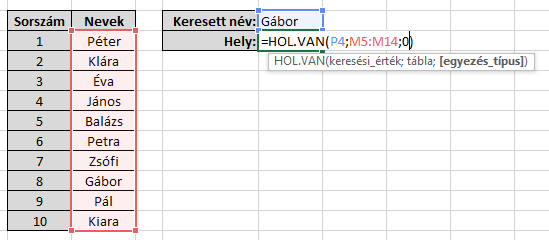 Sorszám Nevek Keresett név: Gábor
1 Péter Hely: =HOL.VAN(P4;M5:M14;0)
2 Klára HOL.VAN(keresési_érték; tábla; [egyezés_típus])
3 Éva
4 János
5 Balázs
6 Petra
7 Zsófi
8 Gábor
9 Pál
10 Kiara